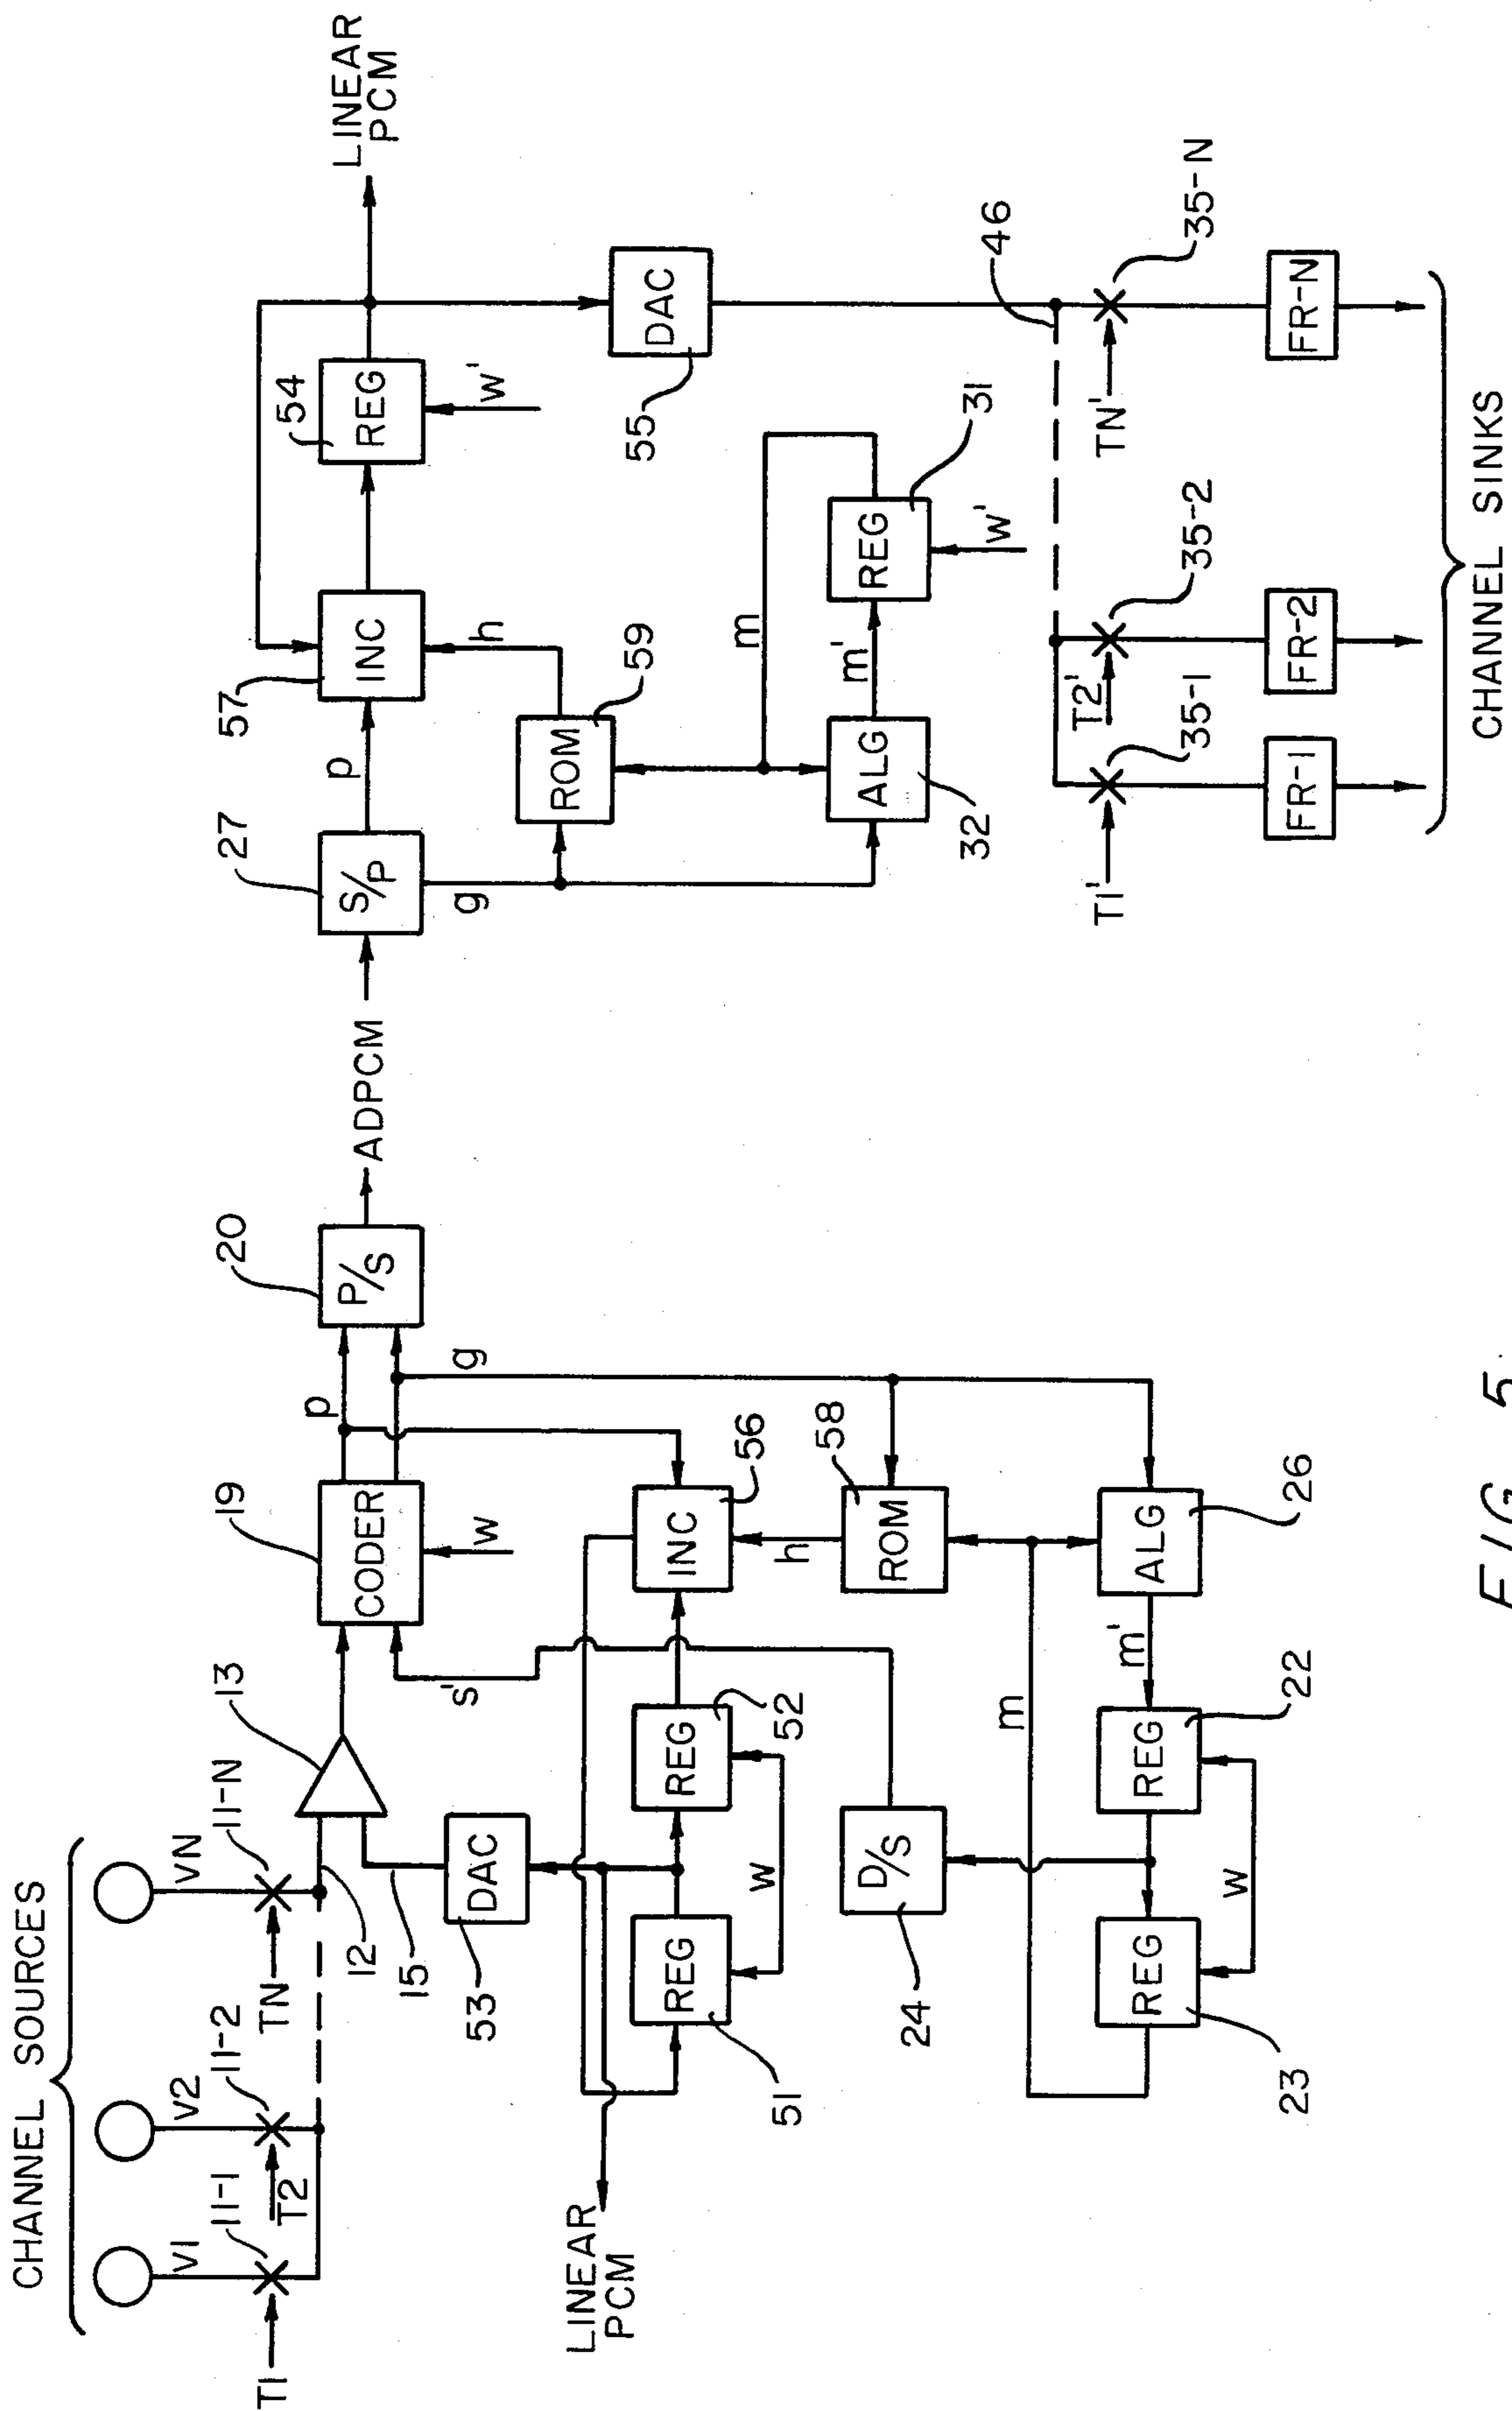 CHANNEL SOURCES
V1
V2
VN
11-1
11-2
11-N
T1
T2
TN
12
13
15
CODER
19
w
s'
p
g
P/S
20
ADPCM
DAC
53
LINEAR
PCM
REG
51
REG
52
w
INC
56
h
ROM
58
D/S
24
m
ALG
26
m'
REG
22
REG
23
w
S/P
27
p
g
INC
57
h
REG
54
w'
LINEAR
PCM
ROM
59
DAC
55
m
m'
ALG
32
REG
31
w'
46
T1'
T2'
TN'
35-1
35-2
35-N
FR-1
FR-2
FR-N
CHANNEL SINKS
FIG. 5